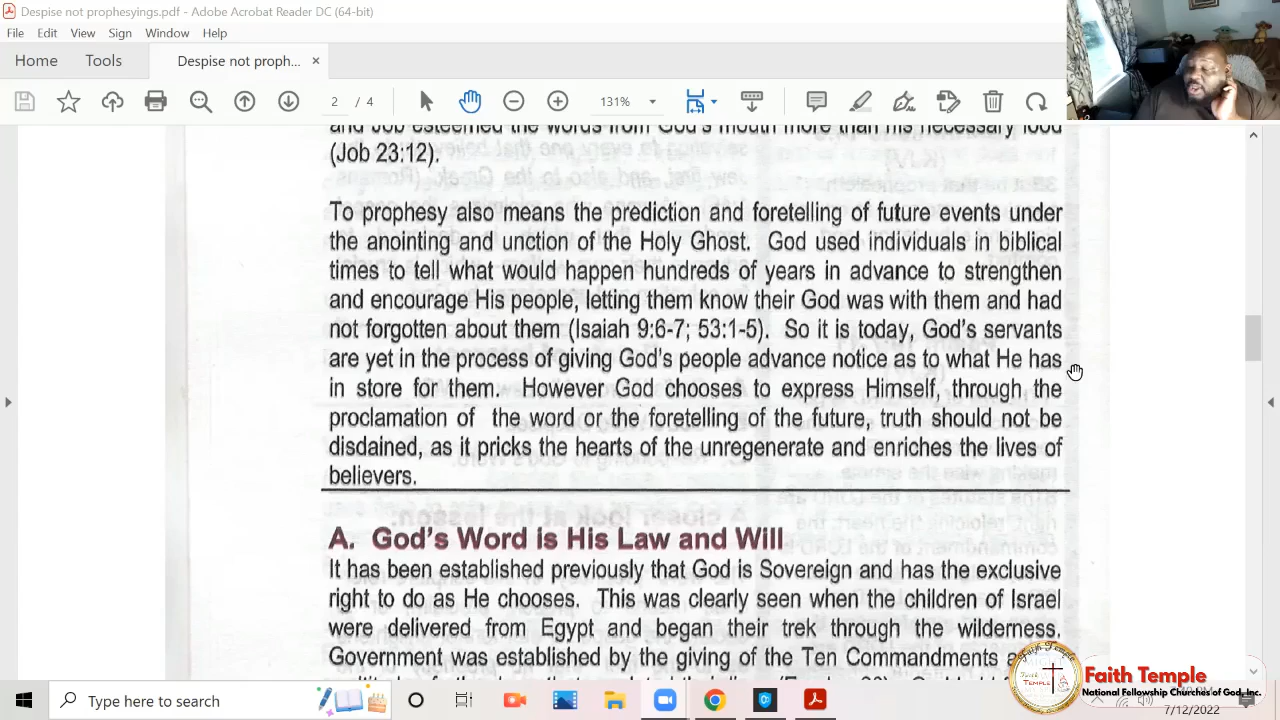 Despise not prophesyings.pdf - Adobe Acrobat Reader DC (64-bit)
File Edit View Sign Window Help
Home Tools Despise not proph... ×
2 / 4 131%
and Job esteemed the words from God's mouth more than his necessary food
(Job 23:12).
To prophesy also means the prediction and foretelling of future events under
the anointing and unction of the Holy Ghost. God used individuals in biblical
times to tell what would happen hundreds of years in advance to strengthen
and encourage His people, letting them know their God was with them and had
not forgotten about them (Isaiah 9:6-7; 53:1-5). So it is today, God's servants
are yet in the process of giving God's people advance notice as to what He has
in store for them. However God chooses to express Himself, through the
proclamation of the word or the foretelling of the future, truth should not be
disdained, as it pricks the hearts of the unregenerate and enriches the lives of
believers.
A. God's Word is His Law and Will
It has been established previously that God is Sovereign and has the exclusive
right to do as He chooses. This was clearly seen when the children of Israel
were delivered from Egypt and began their trek through the wilderness.
Government was established by the giving of the Ten Commandments
Faith Temple
National Fellowship Churches of God, Inc.
Type here to search
7/12/2022